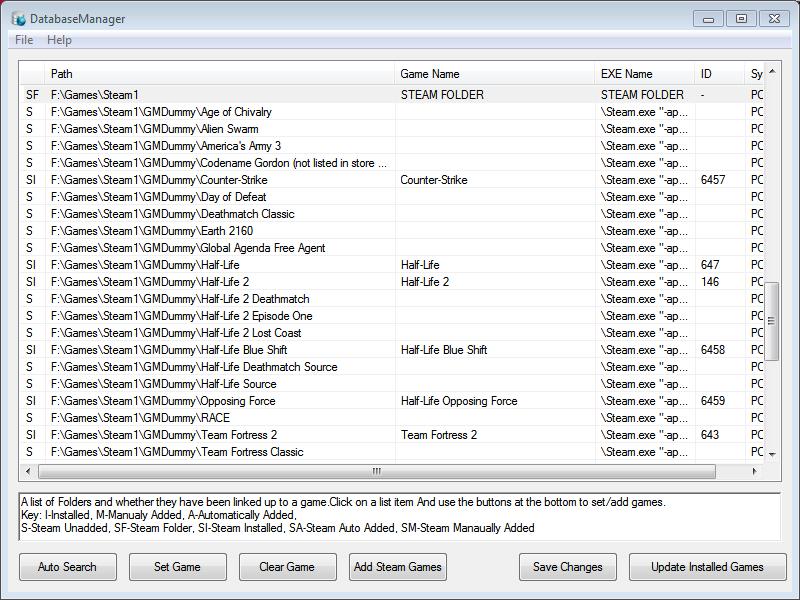 DatabaseManager
File Help
Path Game Name EXE Name ID Sy
SF F:\Games\Steam1 STEAM FOLDER STEAM FOLDER - PC
S F:\Games\Steam1\GMDummy\Age of Chivalry \Steam.exe "-ap... PC
S F:\Games\Steam1\GMDummy\Alien Swarm \Steam.exe "-ap... PC
S F:\Games\Steam1\GMDummy\America's Army 3 \Steam.exe "-ap... PC
S F:\Games\Steam1\GMDummy\Codename Gordon (not listed in store ... \Steam.exe "-ap... PC
SI F:\Games\Steam1\GMDummy\Counter-Strike Counter-Strike \Steam.exe "-ap... 6457 PC
S F:\Games\Steam1\GMDummy\Day of Defeat \Steam.exe "-ap... PC
S F:\Games\Steam1\GMDummy\Deathmatch Classic \Steam.exe "-ap... PC
S F:\Games\Steam1\GMDummy\Earth 2160 \Steam.exe "-ap... PC
S F:\Games\Steam1\GMDummy\Global Agenda Free Agent \Steam.exe "-ap... PC
SI F:\Games\Steam1\GMDummy\Half-Life Half-Life \Steam.exe "-ap... 647 PC
SI F:\Games\Steam1\GMDummy\Half-Life 2 Half-Life 2 \Steam.exe "-ap... 146 PC
S F:\Games\Steam1\GMDummy\Half-Life 2 Deathmatch \Steam.exe "-ap... PC
S F:\Games\Steam1\GMDummy\Half-Life 2 Episode One \Steam.exe "-ap... PC
S F:\Games\Steam1\GMDummy\Half-Life 2 Lost Coast \Steam.exe "-ap... PC
SI F:\Games\Steam1\GMDummy\Half-Life Blue Shift Half-Life Blue Shift \Steam.exe "-ap... 6458 PC
S F:\Games\Steam1\GMDummy\Half-Life Deathmatch Source \Steam.exe "-ap... PC
S F:\Games\Steam1\GMDummy\Half-Life Source \Steam.exe "-ap... PC
SI F:\Games\Steam1\GMDummy\Opposing Force Half-Life Opposing Force \Steam.exe "-ap... 6459 PC
S F:\Games\Steam1\GMDummy\RACE \Steam.exe "-ap... PC
SI F:\Games\Steam1\GMDummy\Team Fortress 2 Team Fortress 2 \Steam.exe "-ap... 643 PC
S F:\Games\Steam1\GMDummy\Team Fortress Classic \Steam.exe "-ap... PC
A list of Folders and whether they have been linked up to a game.Click on a list item And use the buttons at the bottom to set/add games.
Key: I-Installed, M-Manualy Added, A-Automatically Added,
S-Steam Unadded, SF-Steam Folder, SI-Steam Installed, SA-Steam Auto Added, SM-Steam Manaually Added
Auto Search Set Game Clear Game Add Steam Games Save Changes Update Installed Games